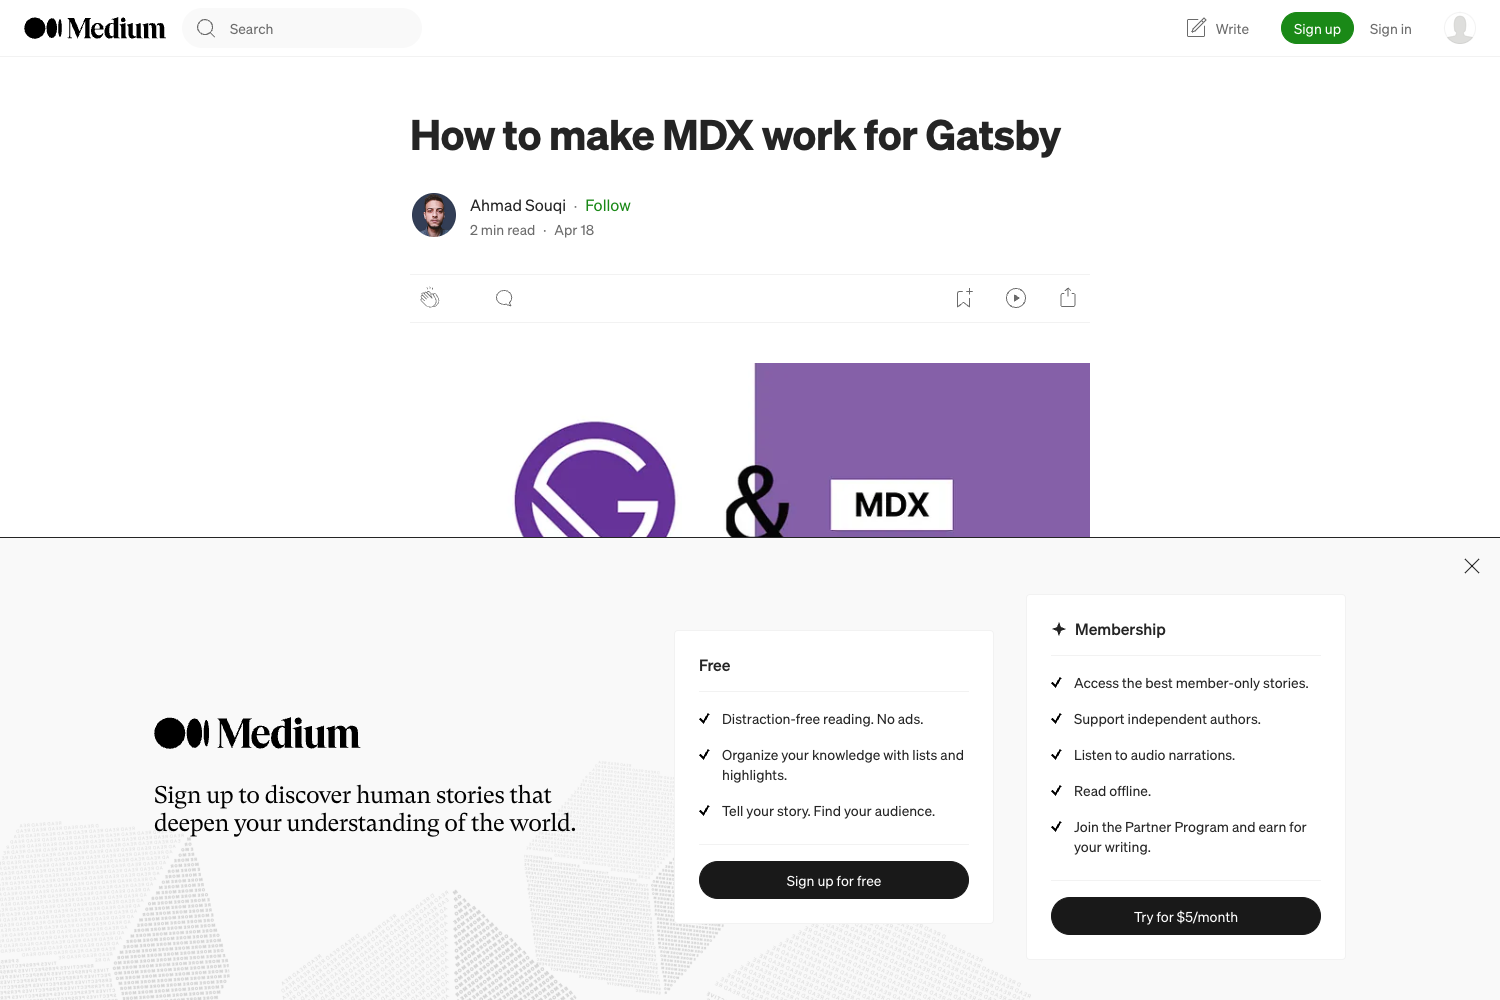 Medium
Search
Write
Sign up
Sign in
How to make MDX work for Gatsby
Ahmad Souqi · Follow
2 min read · Apr 18
& MDX
Medium
Sign up to discover human stories that
deepen your understanding of the world.
Free
Distraction-free reading. No ads.
Organize your knowledge with lists and
highlights.
Tell your story. Find your audience.
Sign up for free
Membership
Access the best member-only stories.
Support independent authors.
Listen to audio narrations.
Read offline.
Join the Partner Program and earn for
your writing.
Try for $5/month